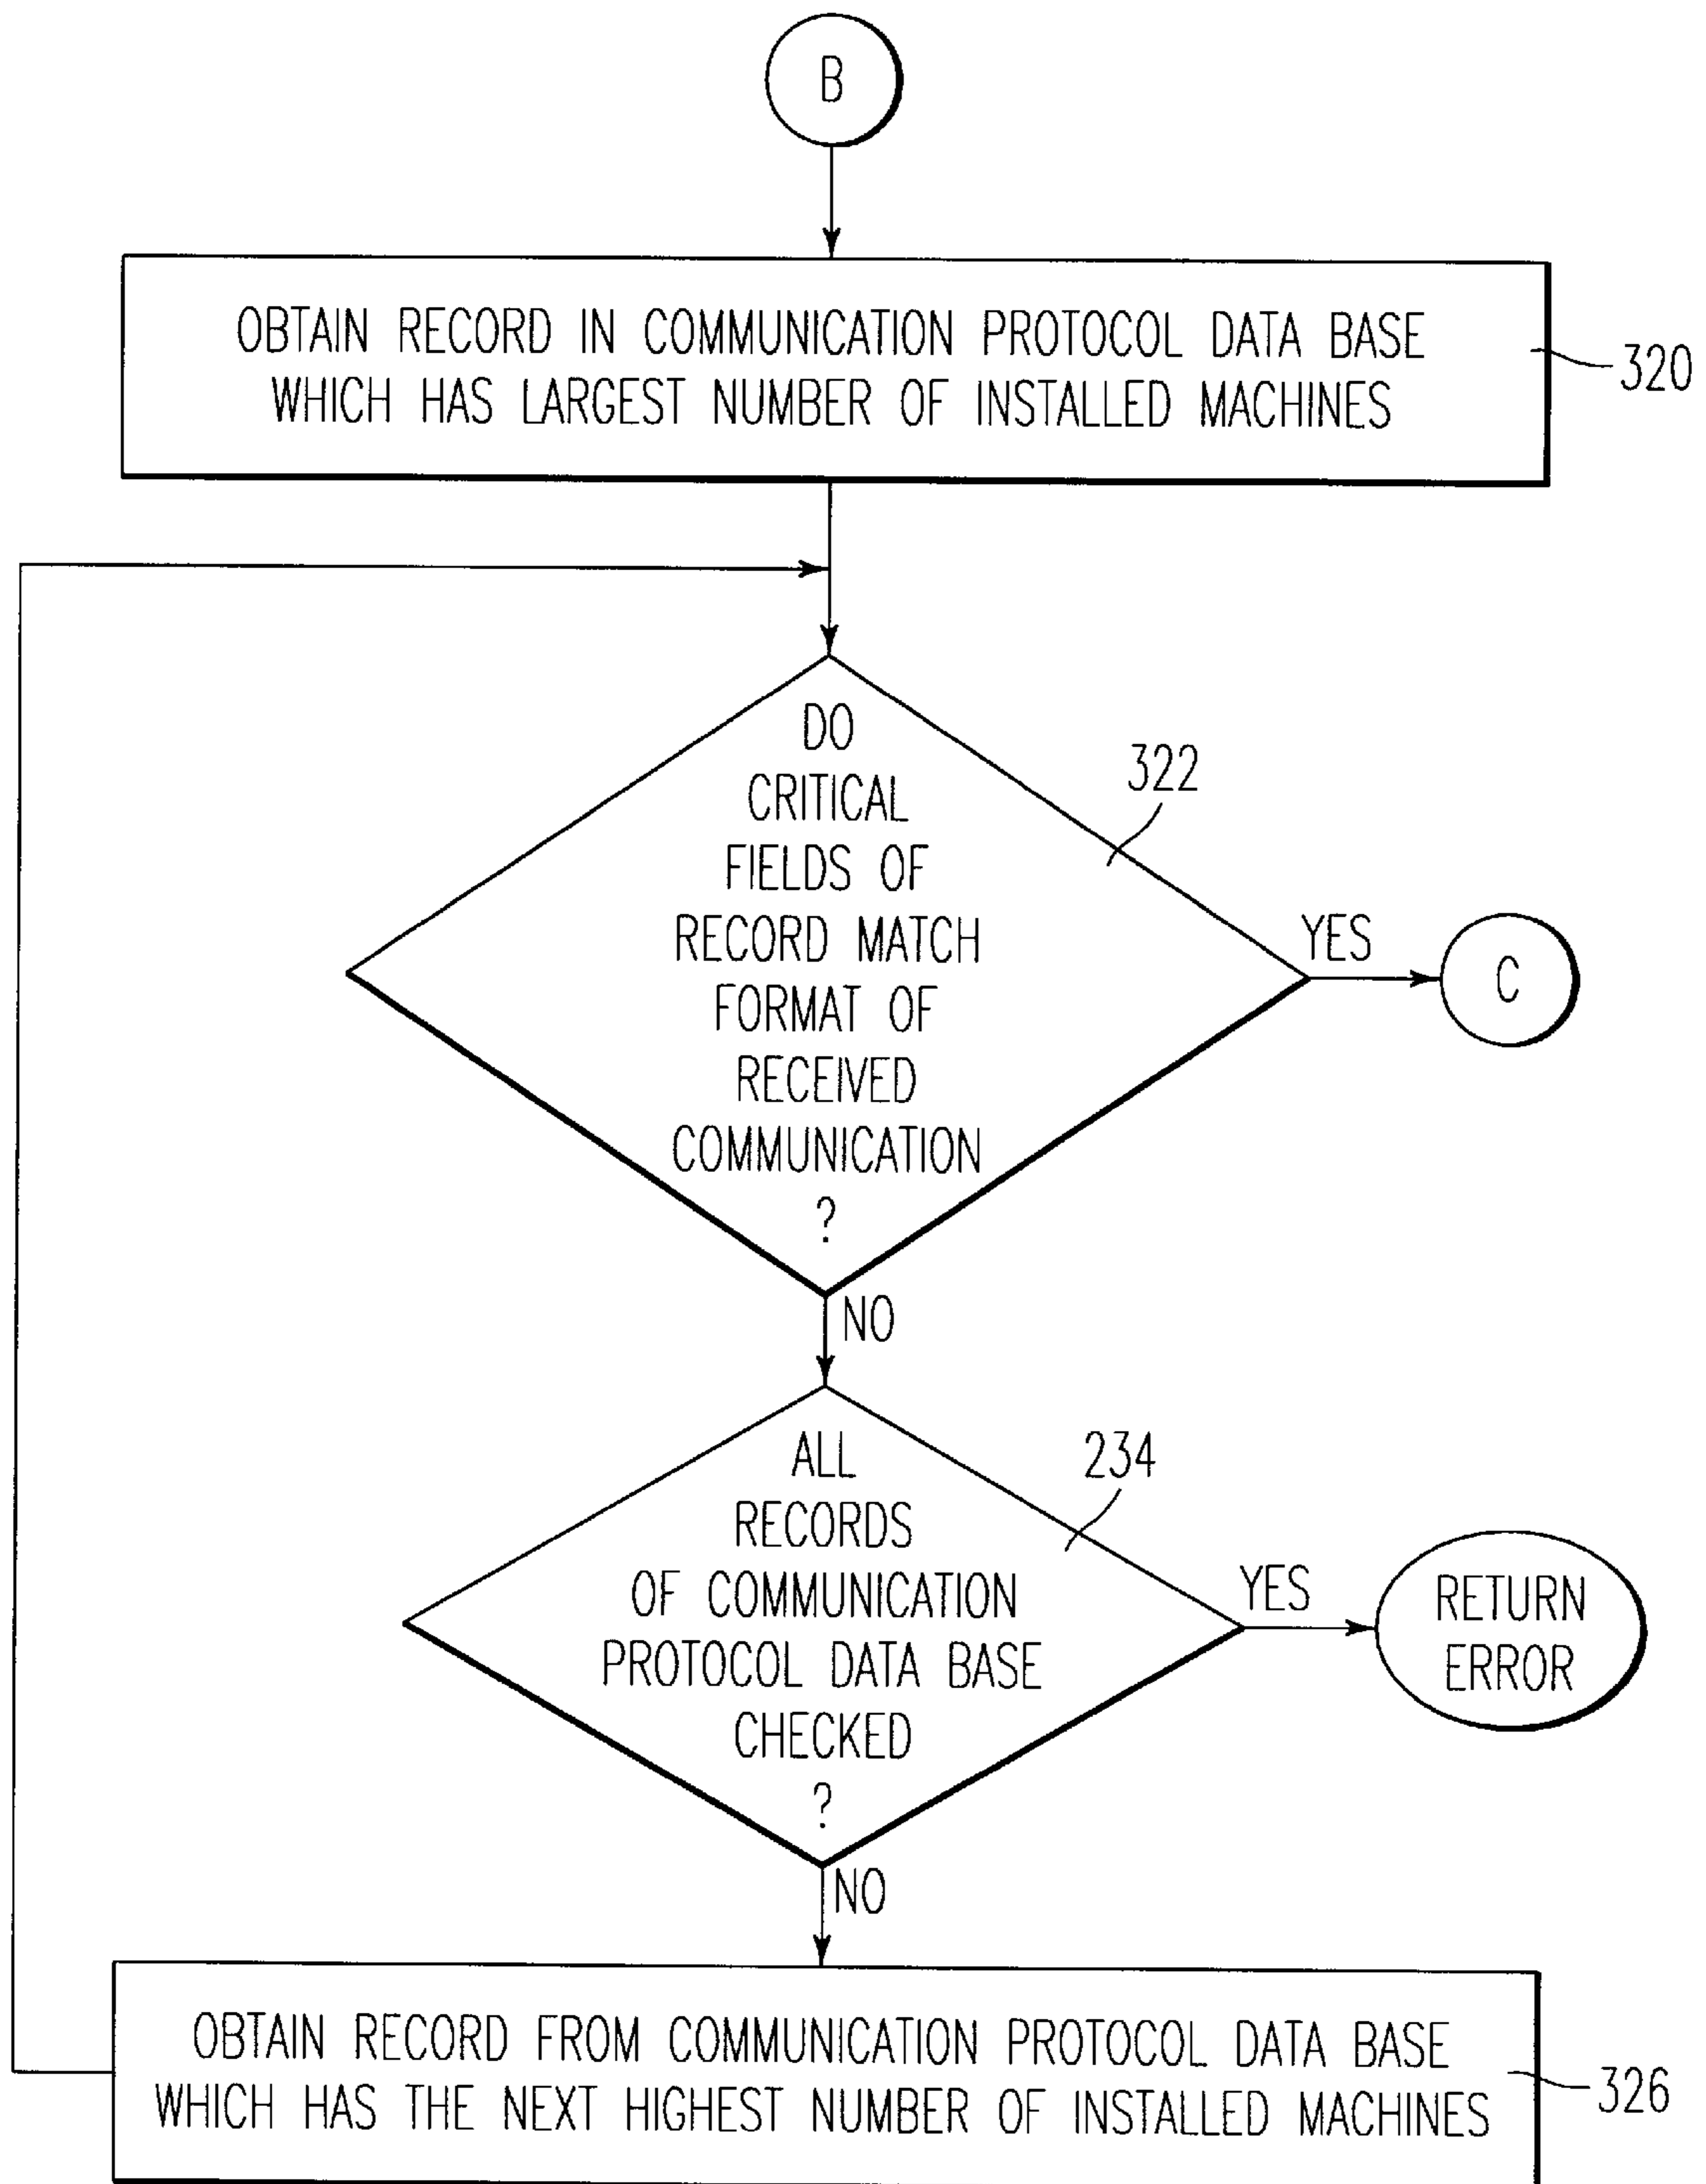 B
OBTAIN RECORD IN COMMUNICATION PROTOCOL DATA BASE
WHICH HAS LARGEST NUMBER OF INSTALLED MACHINES
320
DO
CRITICAL
FIELDS OF
RECORD MATCH
FORMAT OF
RECEIVED
COMMUNICATION
?
322
YES
C
NO
ALL
RECORDS
OF COMMUNICATION
PROTOCOL DATA BASE
CHECKED
?
234
YES
RETURN
ERROR
NO
OBTAIN RECORD FROM COMMUNICATION PROTOCOL DATA BASE
WHICH HAS THE NEXT HIGHEST NUMBER OF INSTALLED MACHINES
326